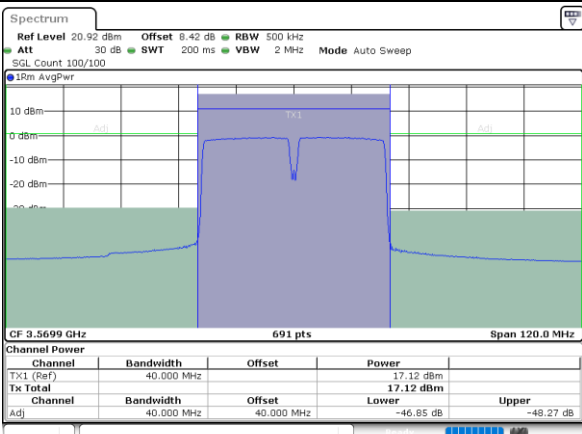 Spectrum
Ref Level 20.92 dBm Offset 8.42 dB RBW 500 kHz
Att 30 dB SWT 200 ms VBW 2 MHz Mode Auto Sweep
SGL Count 100/100
1Rm AvgPwr
10 dBm
TX1
Adj
Adj
0 dBm
-10 dBm
-20 dBm
-30 dBm
CF 3.5699 GHz 691 pts Span 120.0 MHz
Channel Power
Channel Bandwidth Offset Power
TX1 (Ref) 40.000 MHz 17.12 dBm
Tx Total 17.12 dBm
Channel Bandwidth Offset Lower Upper
Adj 40.000 MHz 40.000 MHz -46.85 dB -48.27 dB